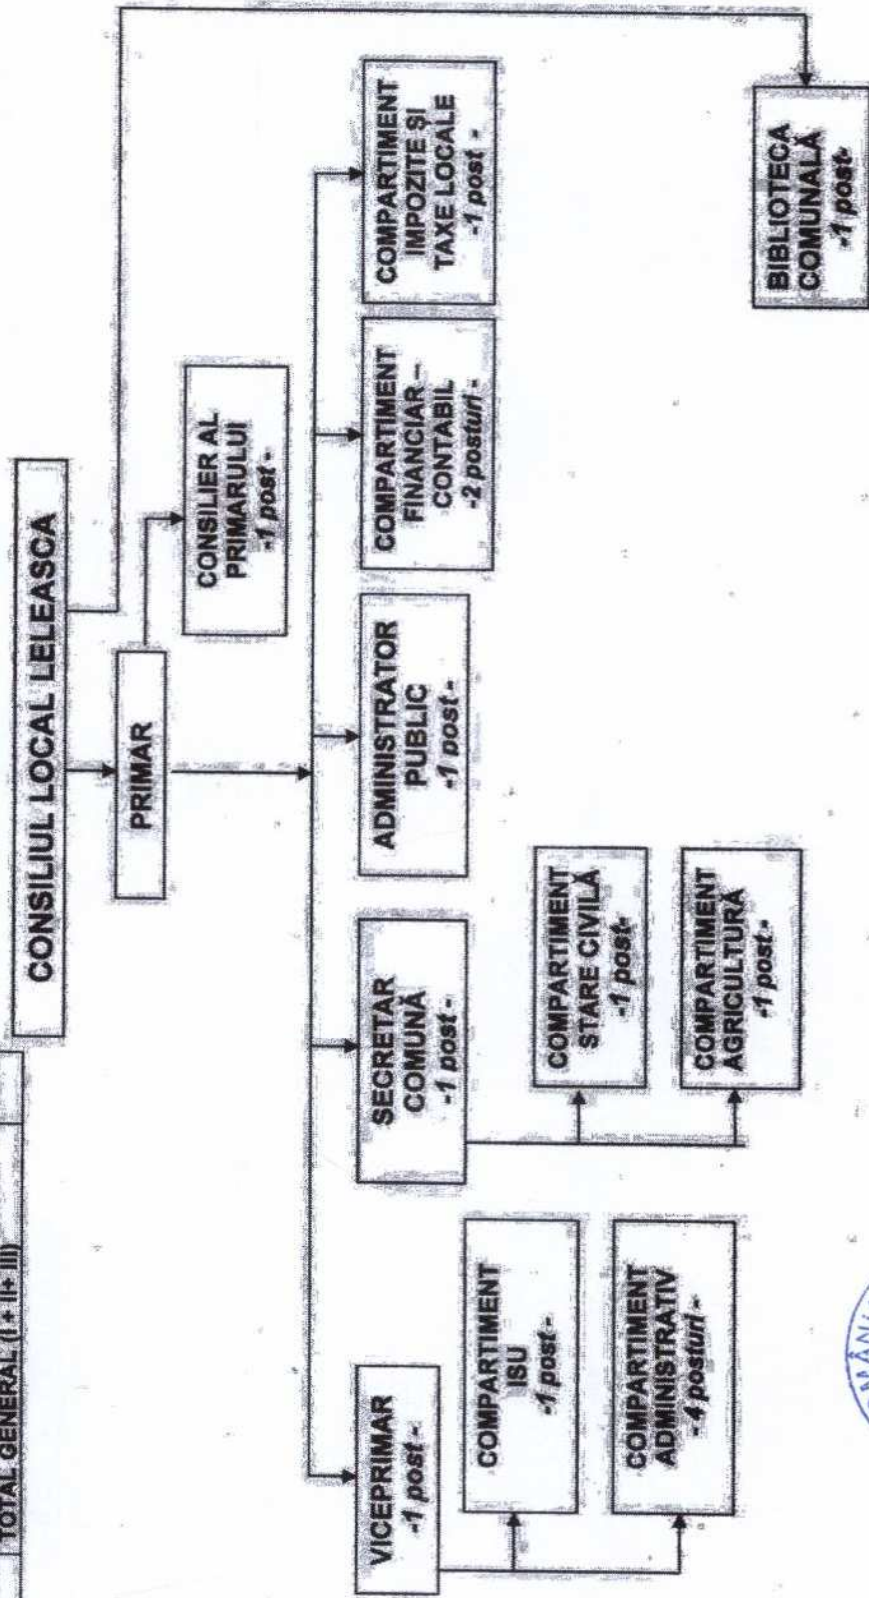 TOTAL GENERAL (I + II+ III)
CONSILIUL LOCAL LELEASCA
PRIMAR
CONSILIER AL
PRIMARULUI
-1 post -
VICEPRIMAR
-1 post -
SECRETAR
COMUNĂ
-1 post -
ADMINISTRATOR
PUBLIC
-1 post -
COMPARTIMENT
FINANCIAR –
CONTABIL
-2 posturi -
COMPARTIMENT
IMPOZITE ȘI
TAXE LOCALE
-1 post -
COMPARTIMENT
ISU
-1 post -
COMPARTIMENT
ADMINISTRATIV
- 4 posturi -
COMPARTIMENT
STARE CIVILĂ
-1 post-
COMPARTIMENT
AGRICULTURĂ
-1 post -
BIBLIOTECA
COMUNALĂ
-1 post-